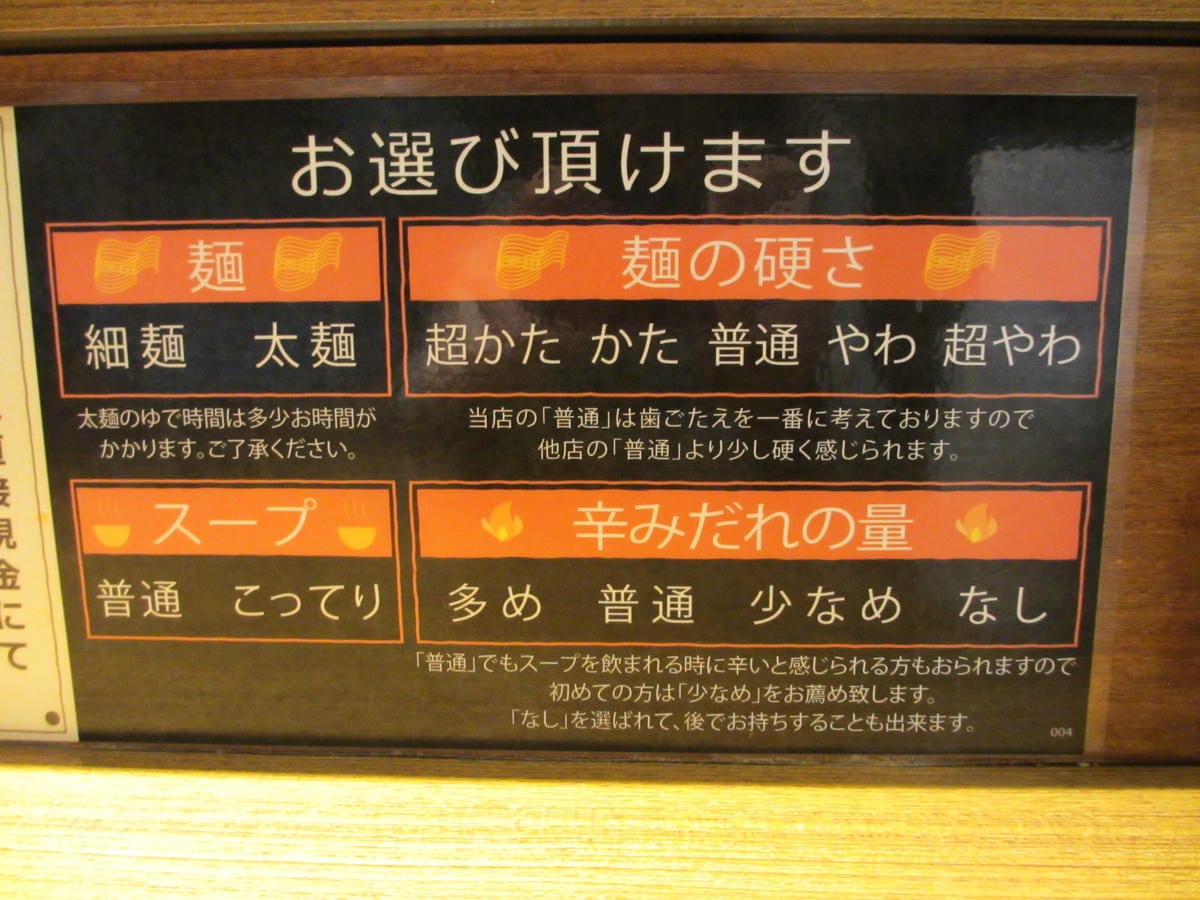 お選び頂けます
麺
細麺 太麺
太麺のゆで時間は多少お時間が
かかります。ご了承ください。
麺の硬さ
超かた かた 普通 やわ 超やわ
当店の「普通」は歯ごたえを一番に考えておりますので
他店の「普通」より少し硬く感じられます。
スープ
普通 こってり
辛みだれの量
多め 普通 少なめ なし
「普通」でもスープを飲まれる時に辛いと感じられる方もおられますので
初めての方は「少なめ」をお薦め致します。
「なし」を選ばれて、後でお持ちすることも出来ます。
004
現金にて